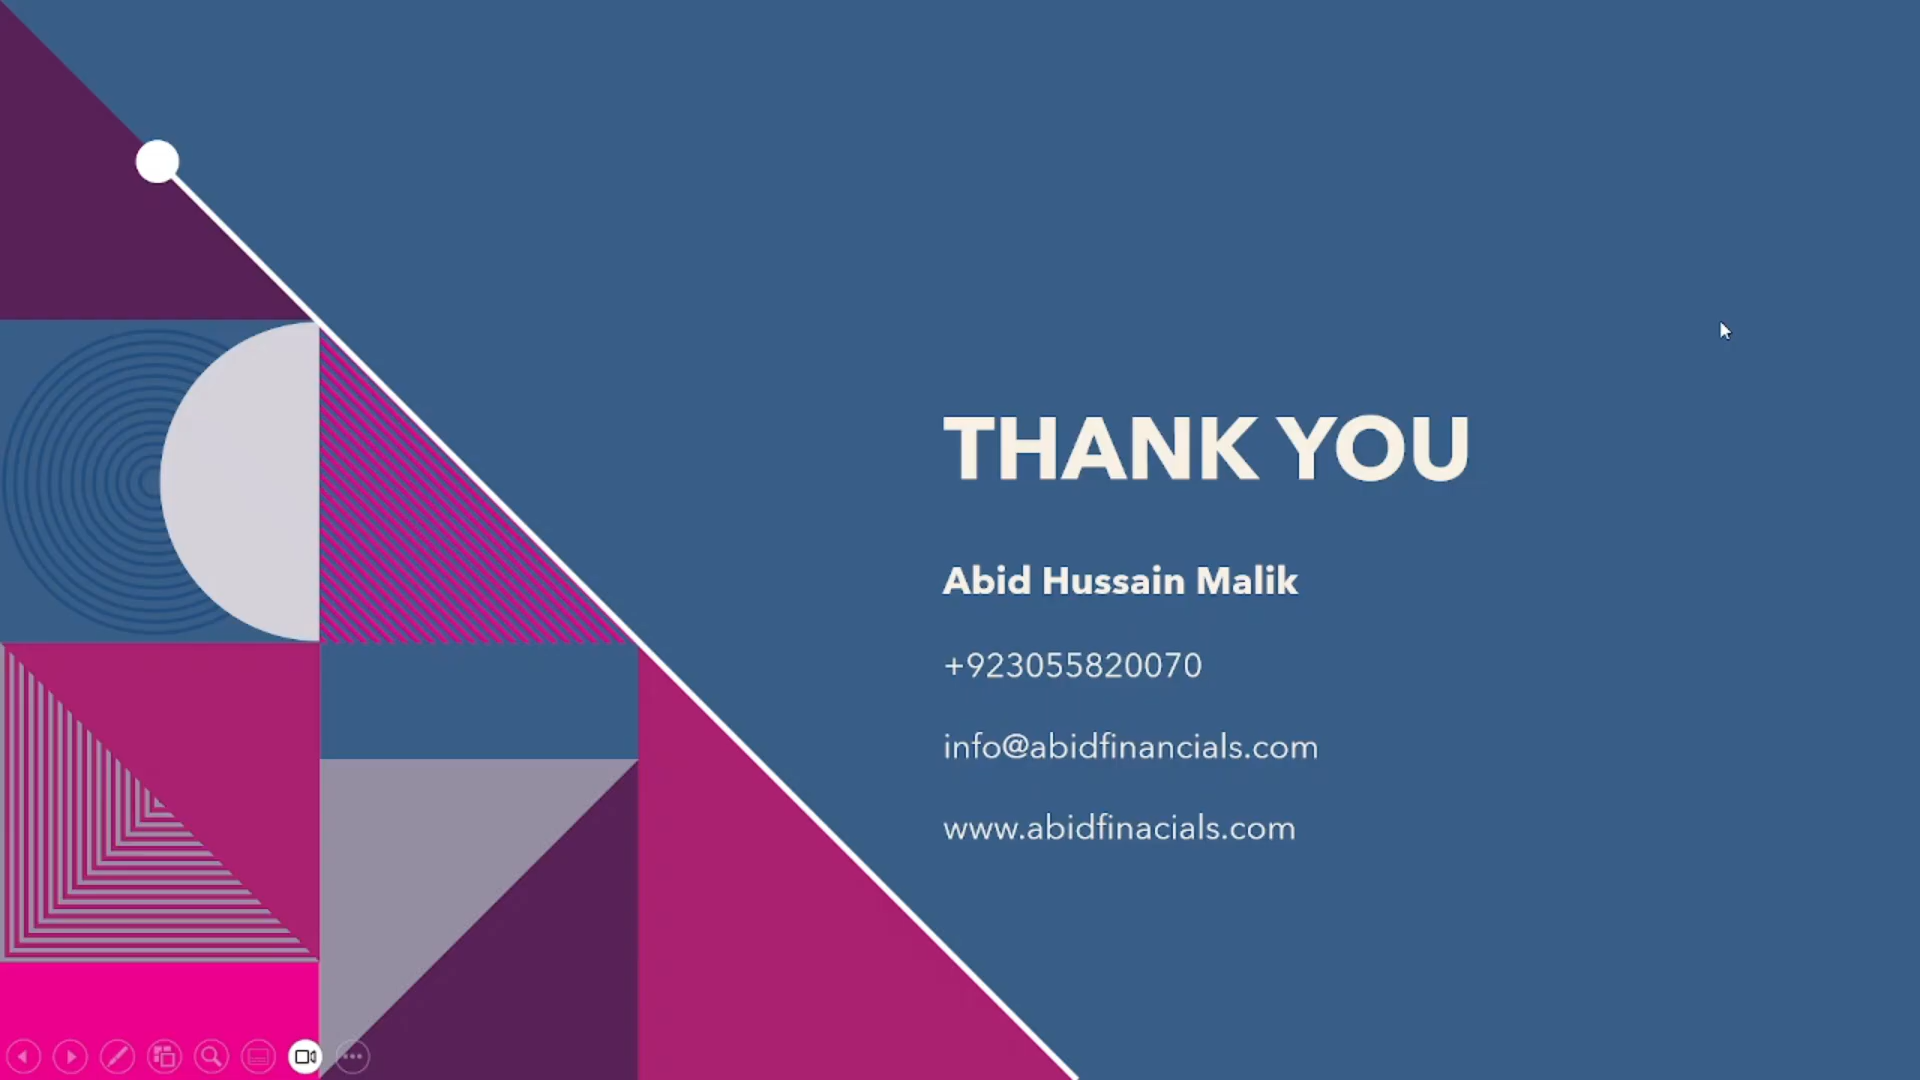 THANK YOU
Abid Hussain Malik
+923055820070
info@abidfinancials.com
www.abidfinacials.com